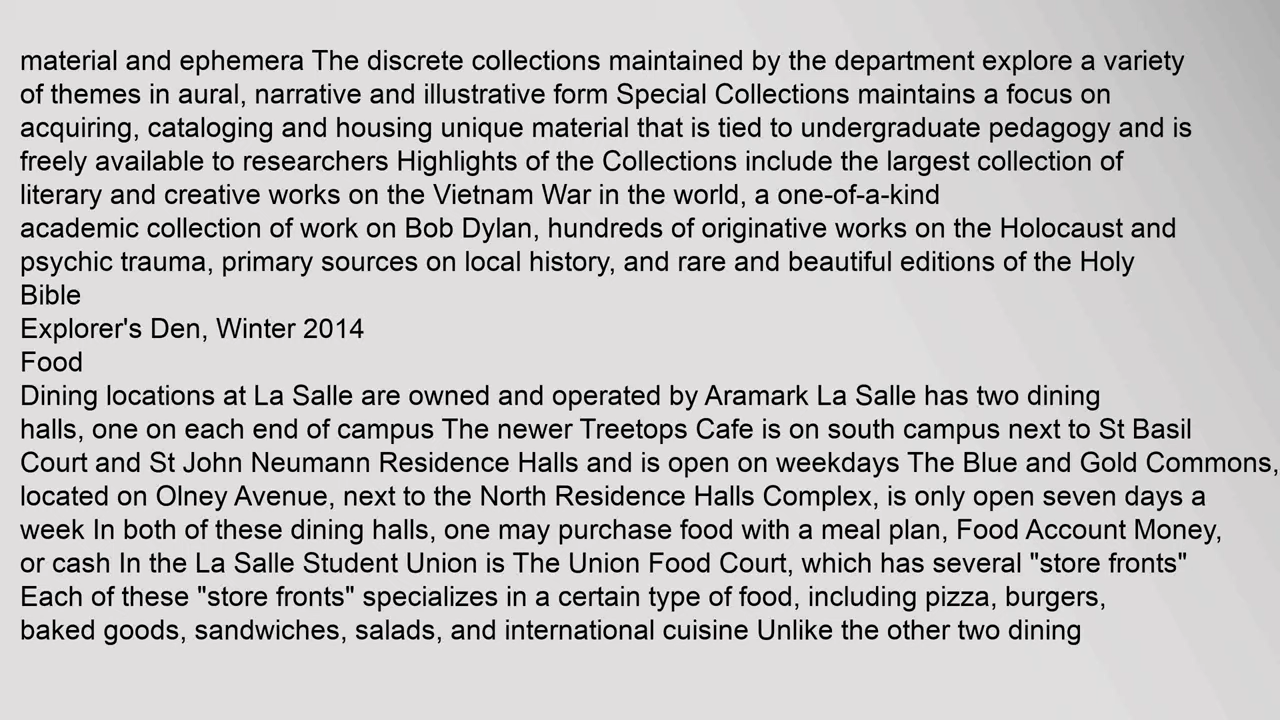 material and ephemera The discrete collections maintained by the department explore a variety
of themes in aural, narrative and illustrative form Special Collections maintains a focus on
acquiring, cataloging and housing unique material that is tied to undergraduate pedagogy and is
freely available to researchers Highlights of the Collections include the largest collection of
literary and creative works on the Vietnam War in the world, a one-of-a-kind
academic collection of work on Bob Dylan, hundreds of originative works on the Holocaust and
psychic trauma, primary sources on local history, and rare and beautiful editions of the Holy
Bible
Explorer's Den, Winter 2014
Food
Dining locations at La Salle are owned and operated by Aramark La Salle has two dining
halls, one on each end of campus The newer Treetops Cafe is on south campus next to St Basil
Court and St John Neumann Residence Halls and is open on weekdays The Blue and Gold Commons,
located on Olney Avenue, next to the North Residence Halls Complex, is only open seven days a
week In both of these dining halls, one may purchase food with a meal plan, Food Account Money,
or cash In the La Salle Student Union is The Union Food Court, which has several "store fronts"
Each of these "store fronts" specializes in a certain type of food, including pizza, burgers,
baked goods, sandwiches, salads, and international cuisine Unlike the other two dining